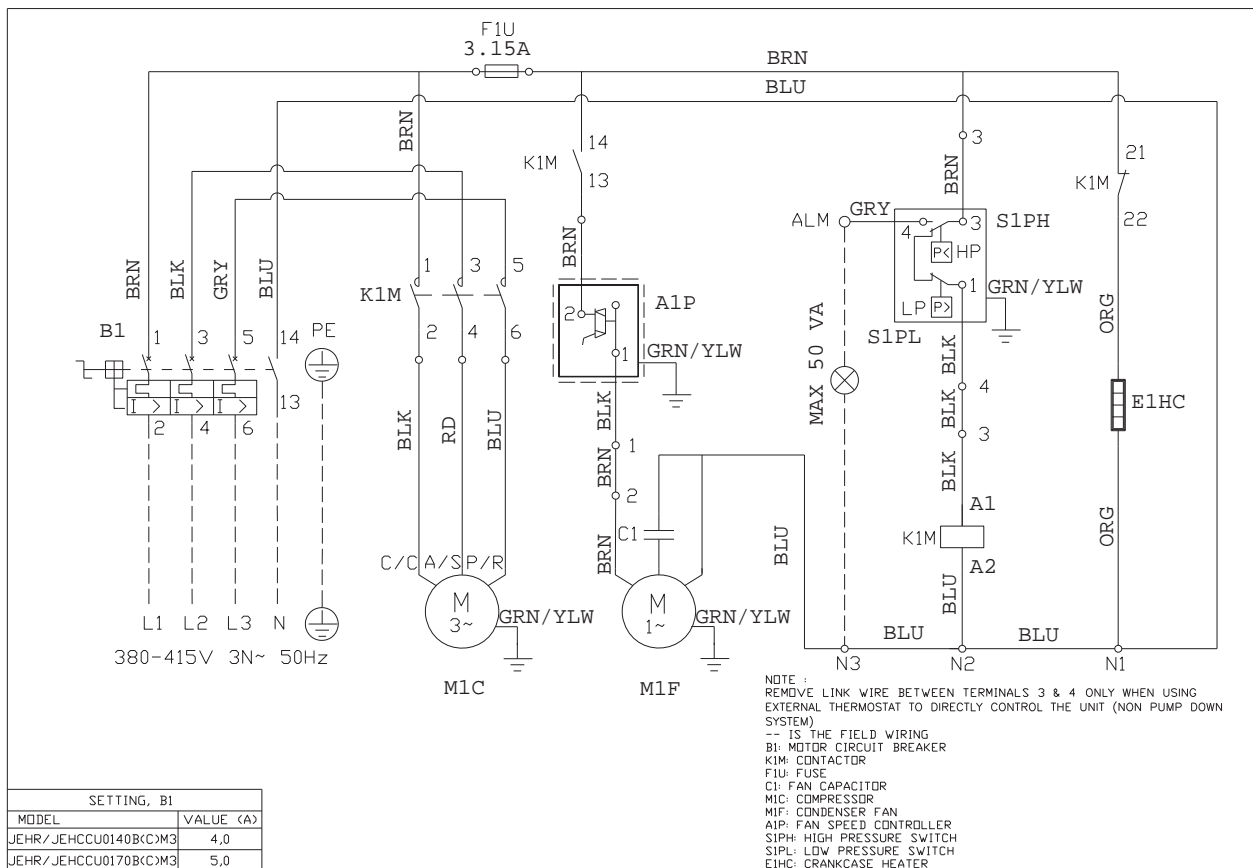 F1U
3.15A
BRN
BLU
BRN
14
K1M
13
3
BRN
21
K1M
22
ALM
GRY
4
3
S1PH
P< HP
1
GRN/YLW
LP P>
S1PL
BRN
BLK
GRY
BLU
1
3
5
K1M
2
4
6
BRN
2
A1P
1
GRN/YLW
B1
1
3
5
14
PE
I >
I >
I >
13
2
4
6
MAX 50 VA
BLK
4
BLK
3
BLK
ORG
E1HC
ORG
BLK
RD
BLU
BLK
1
BRN
2
BRN
C1
BLU
A1
K1M
A2
BLU
C/C A/S P/R
M
3~
GRN/YLW
M1C
M
1~
GRN/YLW
M1F
L1 L2 L3 N
380-415V 3N~ 50Hz
BLU
BLU
N3
N2
N1
NOTE :
REMOVE LINK WIRE BETWEEN TERMINALS 3 & 4 ONLY WHEN USING
EXTERNAL THERMOSTAT TO DIRECTLY CONTROL THE UNIT (NON PUMP DOWN
SYSTEM)
-- IS THE FIELD WIRING
B1: MOTOR CIRCUIT BREAKER
K1M: CONTACTOR
F1U: FUSE
C1: FAN CAPACITOR
M1C: COMPRESSOR
M1F: CONDENSER FAN
A1P: FAN SPEED CONTROLLER
S1PH: HIGH PRESSURE SWITCH
S1PL: LOW PRESSURE SWITCH
E1HC: CRANKCASE HEATER
SETTING, B1
MODEL VALUE (A)
JEHR/JEHCCU0140B(C)M3 4,0
JEHR/JEHCCU0170B(C)M3 5,0